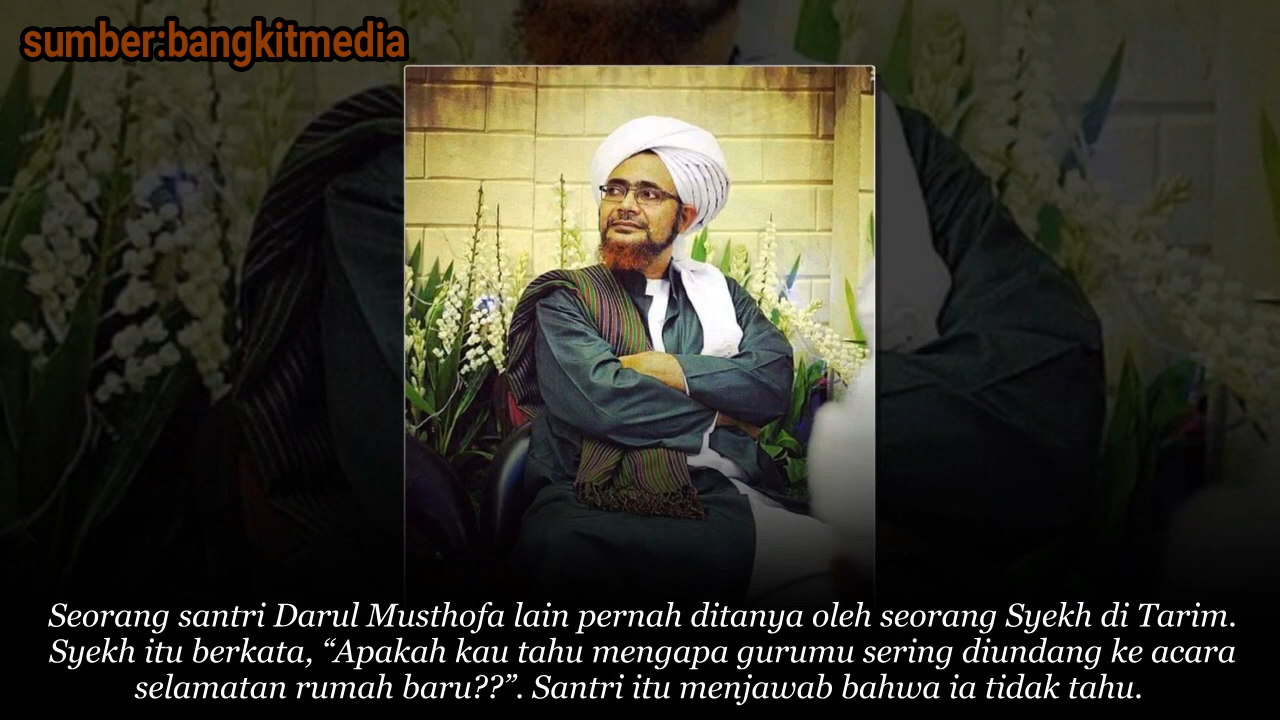 sumber:bangkitmedia
Seorang santri Darul Musthofa lain pernah ditanya oleh seorang Syekh di Tarim.
Syekh itu berkata, “Apakah kau tahu mengapa gurumu sering diundang ke acara
selamatan rumah baru??”. Santri itu menjawab bahwa ia tidak tahu.